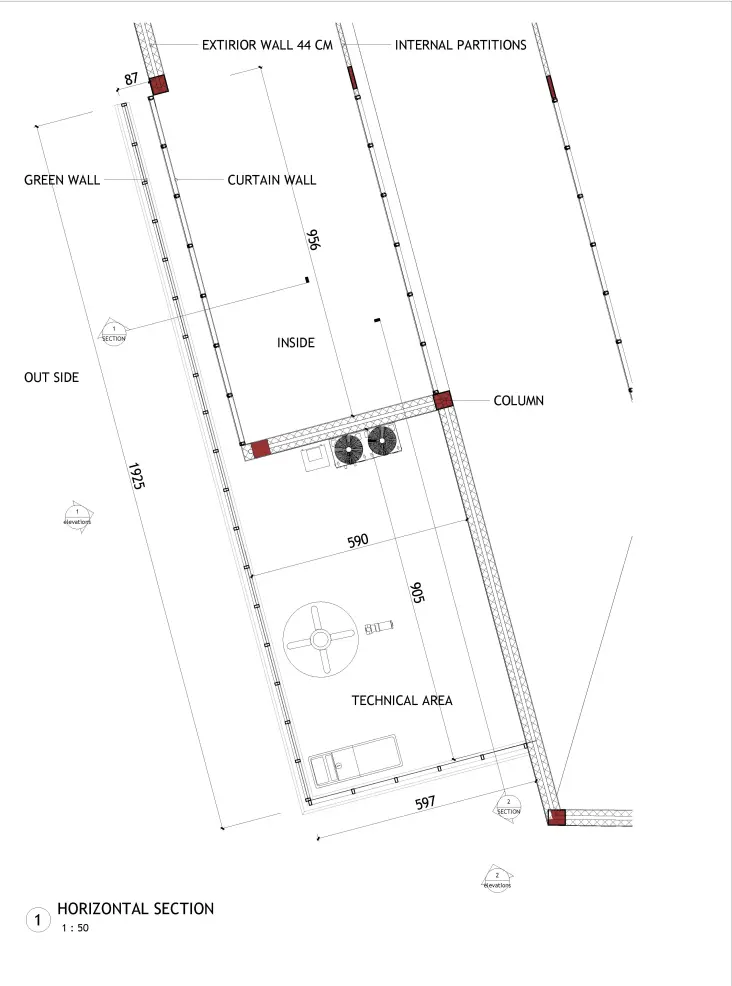 EXTIRIOR WALL 44 CM
INTERNAL PARTITIONS
87
GREEN WALL
CURTAIN WALL
956
1
SECTION
INSIDE
OUT SIDE
COLUMN
1925
1
elevations
590
905
TECHNICAL AREA
597
2
SECTION
2
elevations
1
HORIZONTAL SECTION
1 : 50